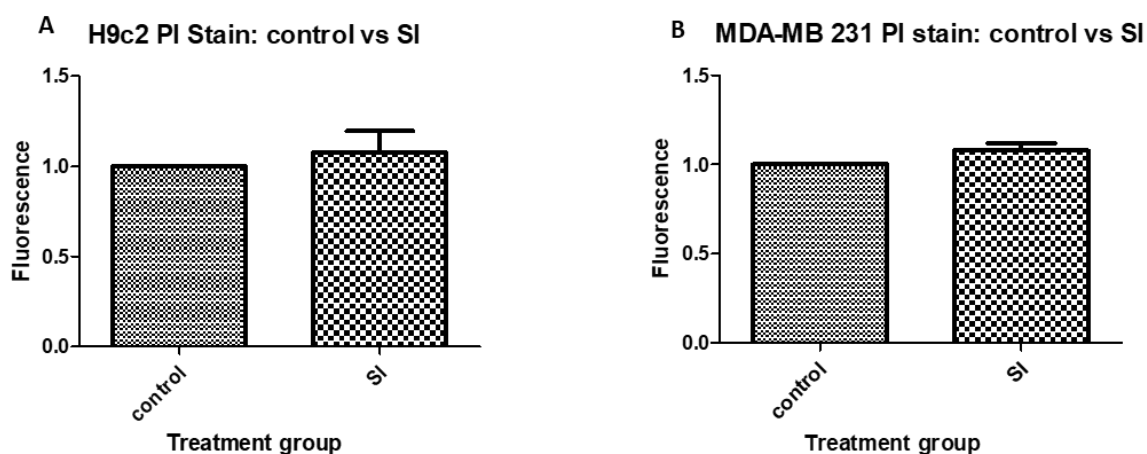 A
H9c2 PI Stain: control vs SI
1.5
1.0
0.5
0.0
Fluorescence
control
SI
Treatment group
B
MDA-MB 231 PI stain: control vs SI
1.5
1.0
0.5
0.0
Fluorescence
control
SI
Treatment group